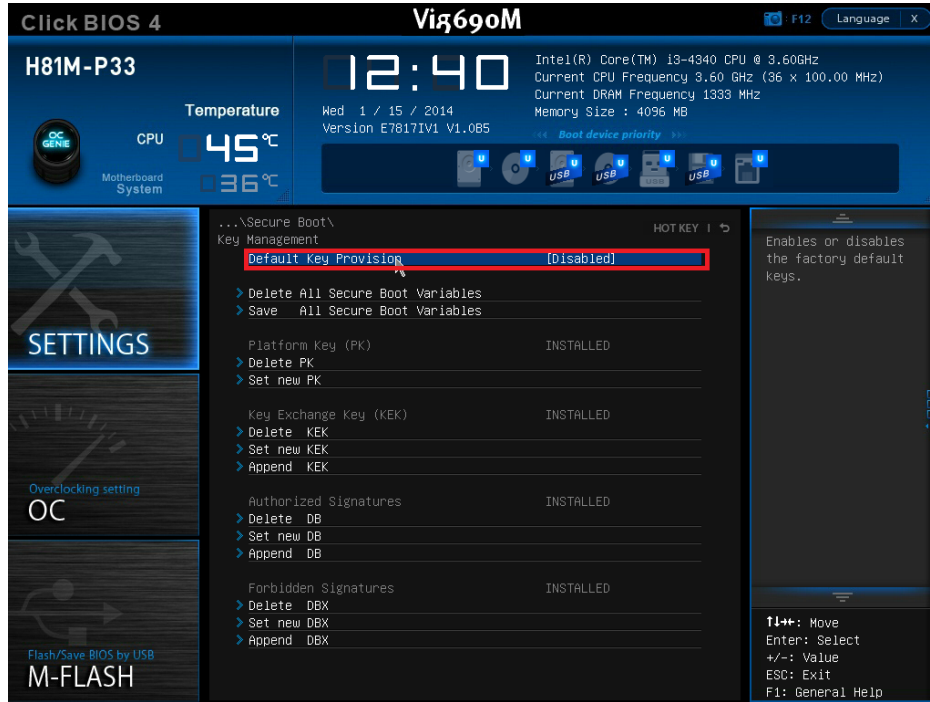 Click BIOS 4
Vig690M
: F12
Language
X
H81M-P33
12:40
Wed 1 / 15 / 2014
Version E7817IV1 V1.0B5
Intel(R) Core(TM) i3-4340 CPU @ 3.60GHz
Current CPU Frequency 3.60 GHz (36 x 100.00 MHz)
Current DRAM Frequency 1333 MHz
Memory Size : 4096 MB
Boot device priority
Temperature
OC
GENIE
CPU
45°C
Motherboard
System
36°C
U
U
U
USB
U
USB
U
USB
U
USB
U
SETTINGS
Overclocking setting
OC
Flash/Save BIOS by USB
M-FLASH
...\Secure Boot\
HOT KEY
Key Management
Default Key Provision [Disabled]
Delete All Secure Boot Variables
Save All Secure Boot Variables
Platform Key (PK) INSTALLED
Delete PK
Set new PK
Key Exchange Key (KEK) INSTALLED
Delete KEK
Set new KEK
Append KEK
Authorized Signatures INSTALLED
Delete DB
Set new DB
Append DB
Forbidden Signatures INSTALLED
Delete DBX
Set new DBX
Append DBX
Enables or disables
the factory default
keys.
↑↓→←: Move
Enter: Select
+/-: Value
ESC: Exit
F1: General Help